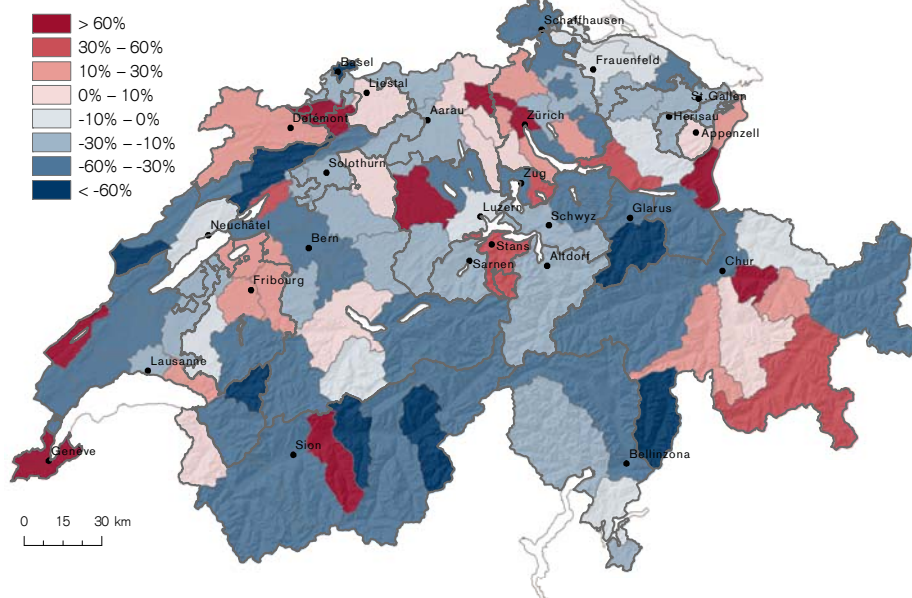 > 60%
30% – 60%
10% – 30%
0% – 10%
-10% – 0%
-30% – -10%
-60% – -30%
< -60%
Schaffhausen
Basel
Frauenfeld
Liestal
St. Gallen
Aarau
Zürich
Herisau
Delémont
Appenzell
Solothurn
Zug
Luzern
Glarus
Schwyz
Neuchâtel
Bern
Stans
Sarnen
Altdorf
Chur
Fribourg
Lausanne
Sion
Genève
Bellinzona
0 15 30 km